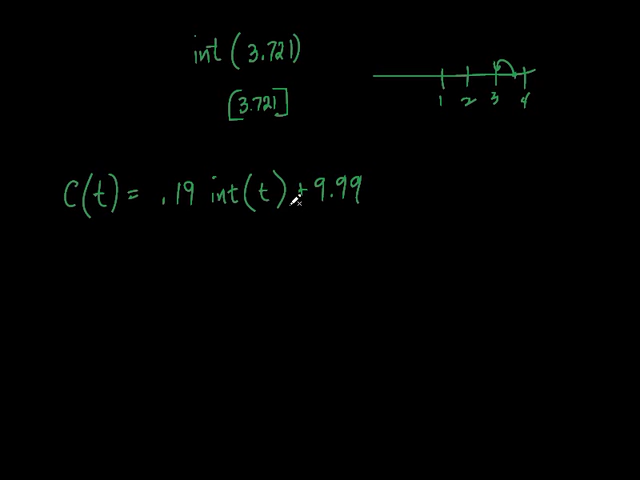 int (3.721)
[3.721]
1 2 3 4
C(t) = .19 int(t) + 9.99